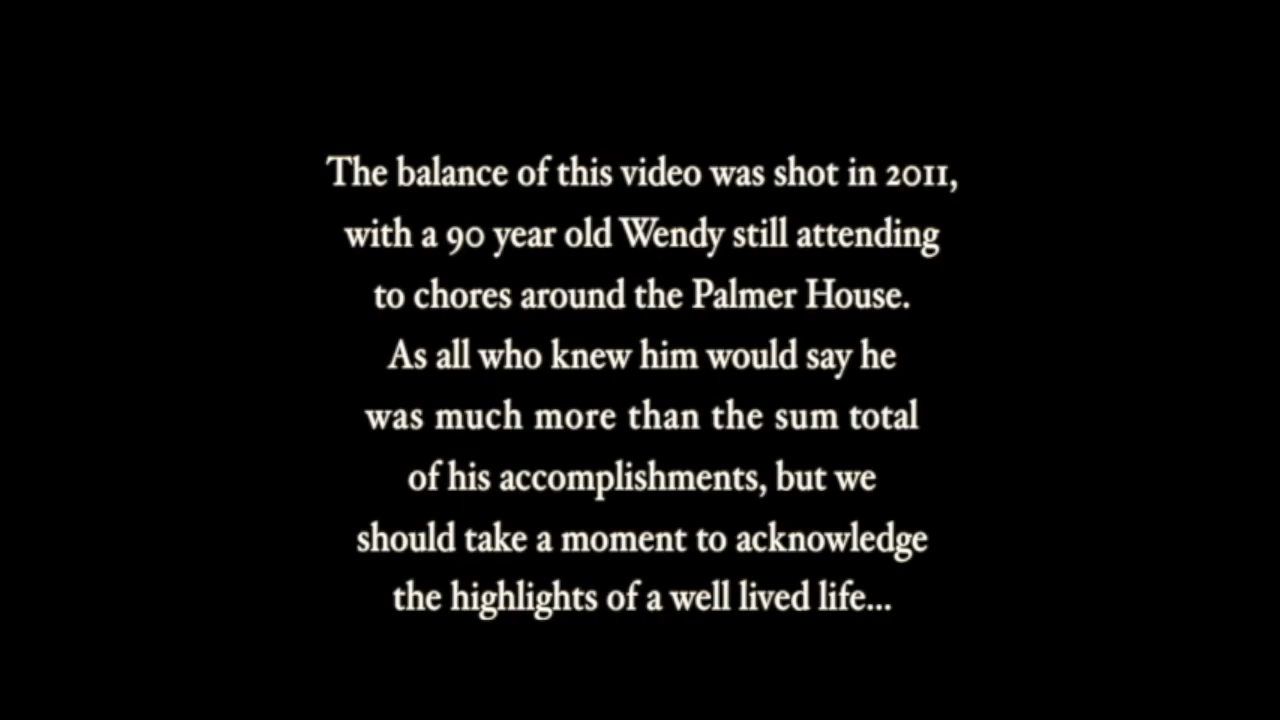 The balance of this video was shot in 2011,
with a 90 year old Wendy still attending
to chores around the Palmer House.
As all who knew him would say he
was much more than the sum total
of his accomplishments, but we
should take a moment to acknowledge
the highlights of a well lived life...